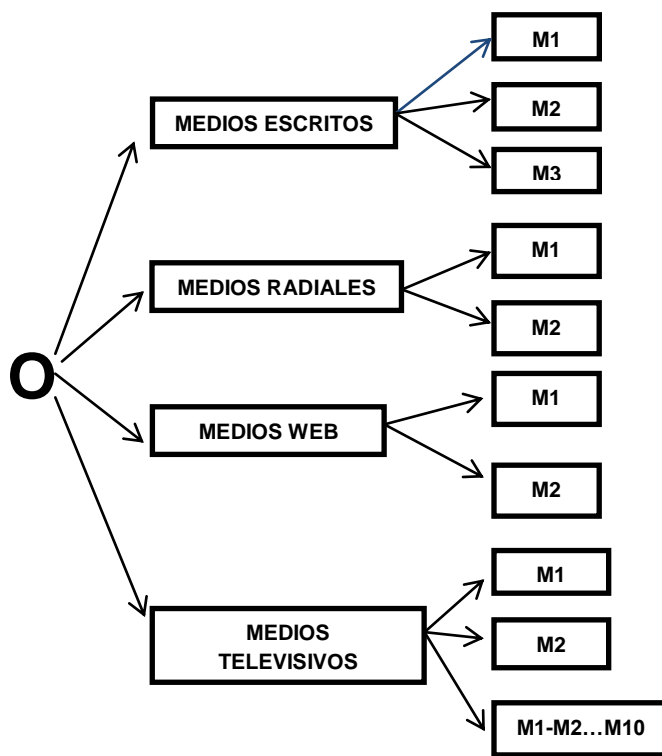 O
MEDIOS ESCRITOS
M1
M2
M3
MEDIOS RADIALES
M1
M2
MEDIOS WEB
M1
M2
MEDIOS
TELEVISIVOS
M1
M2
M1-M2...M10